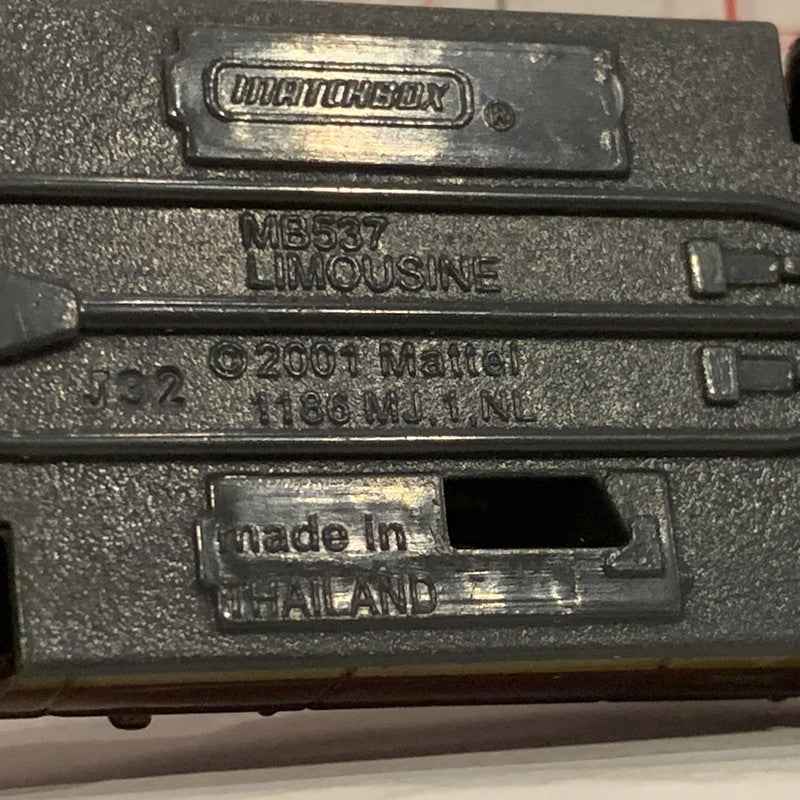 MATCHBOX ®
MB537
LIMOUSINE
© 2001 Mattel
J32
1186 MJ,1,NL
made in
THAILAND